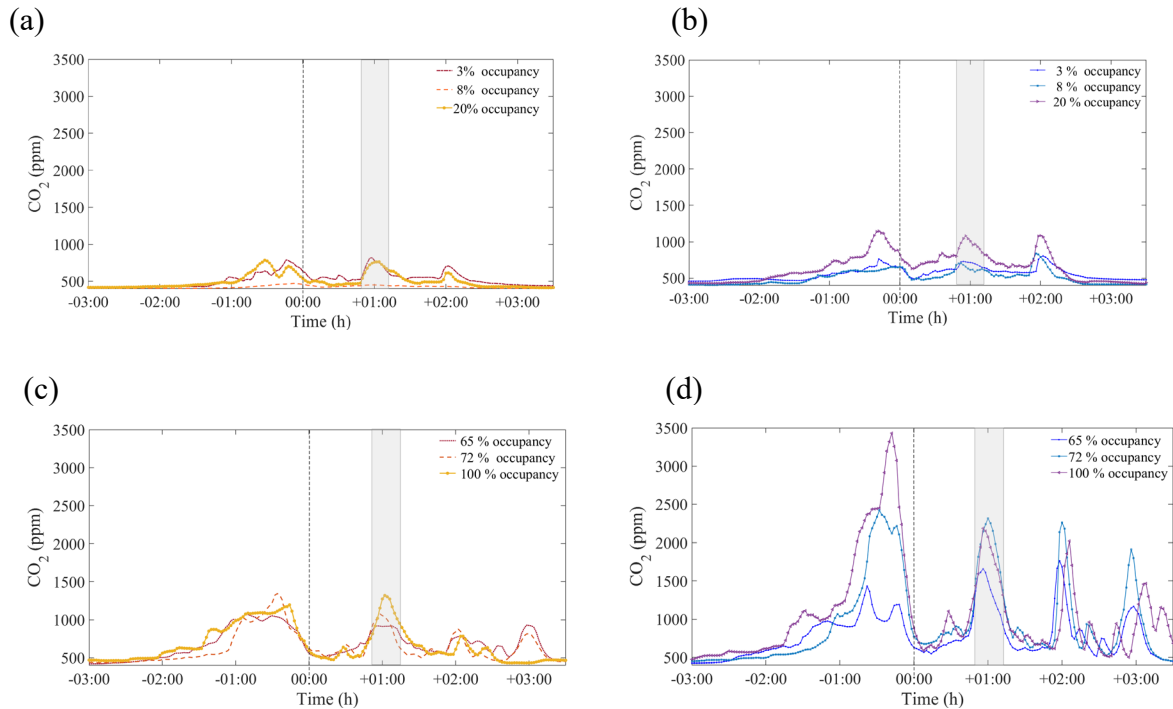 (a)
3500
3000
2500
2000
1500
1000
500
CO2 (ppm)
3% occupancy
8% occupancy
20% occupancy
-03:00 -02:00 -01:00 00:00 +01:00 +02:00 +03:00
Time (h)
(b)
3500
3000
2500
2000
1500
1000
500
CO2 (ppm)
3 % occupancy
8 % occupancy
20 % occupancy
-03:00 -02:00 -01:00 00:00 +01:00 +02:00 +03:00
Time (h)
(c)
3500
3000
2500
2000
1500
1000
500
CO2 (ppm)
65 % occupancy
72 % occupancy
100 % occupancy
-03:00 -02:00 -01:00 00:00 +01:00 +02:00 +03:00
Time (h)
(d)
3500
3000
2500
2000
1500
1000
500
CO2 (ppm)
65 % occupancy
72 % occupancy
100 % occupancy
-03:00 -02:00 -01:00 00:00 +01:00 +02:00 +03:00
Time (h)